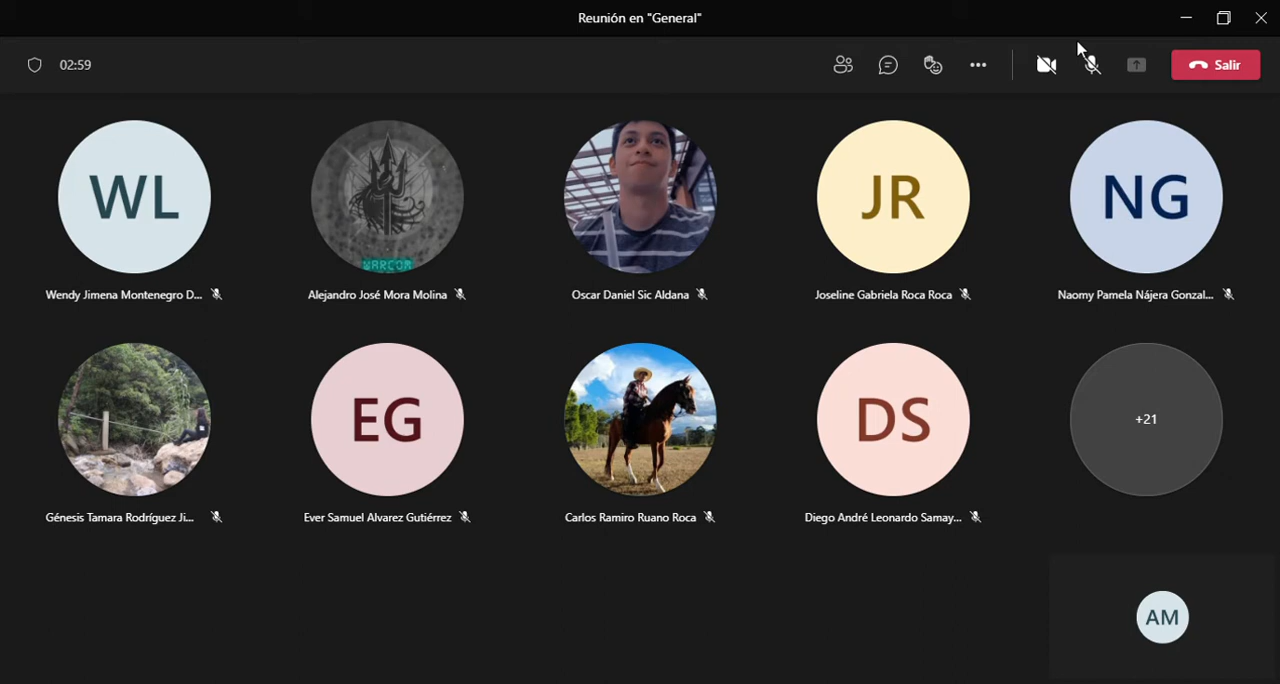 Reunión en "General"
02:59
Salir
WL
JR
NG
WARCOM
Wendy Jimena Montenegro D...
Alejandro José Mora Molina
Oscar Daniel Sic Aldana
Joseline Gabriela Roca Roca
Naomy Pamela Nájera Gonzal...
EG
DS
+21
Génesis Tamara Rodríguez Ji...
Ever Samuel Alvarez Gutiérrez
Carlos Ramiro Ruano Roca
Diego André Leonardo Samay...
AM